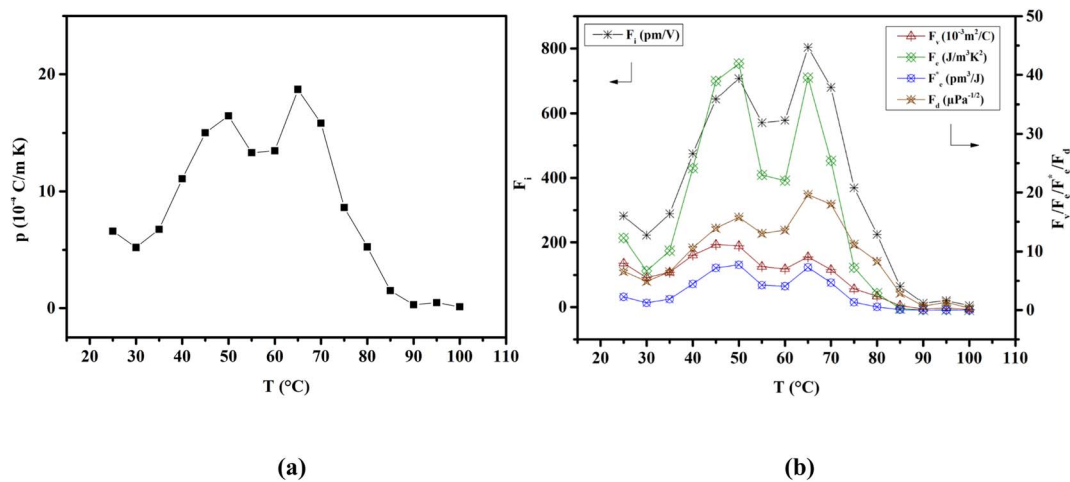 20
10
0
p (10⁻⁴ C/m K)
20 30 40 50 60 70 80 90 100 110
T (°C)
(a)
F_i (pm/V)
800
600
400
200
0
F_i
F_v (10⁻³m²/C)
F_e (J/m³K²)
F_e^* (pm³/J)
F_d (µPa⁻¹/²)
50
40
30
20
10
0
F_v/F_e/F_e^*/F_d
20 30 40 50 60 70 80 90 100 110
T (°C)
(b)